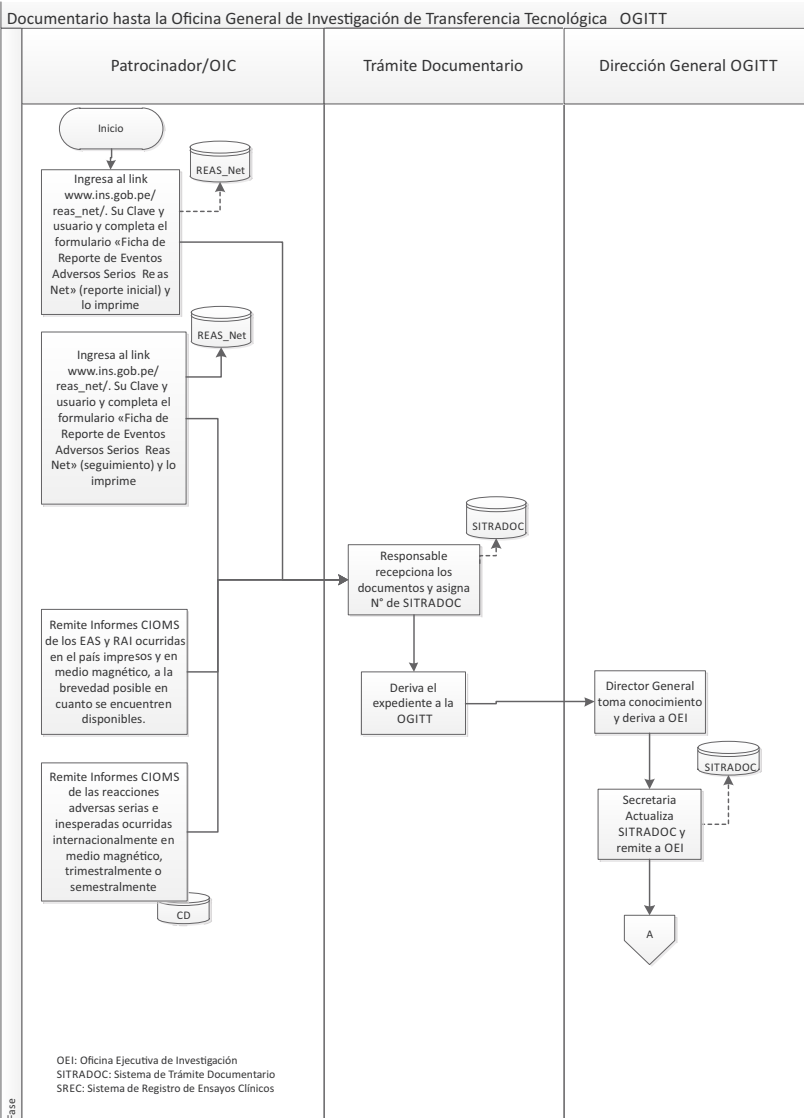 Documentario hasta la Oficina General de Investigación de Transferencia Tecnológica   OGITT
Patrocinador/OIC
Trámite Documentario
Dirección General OGITT
Inicio
REAS_Net
Ingresa al link
www.ins.gob.pe/
reas_net/. Su Clave y
usuario y completa el
formulario «Ficha de
Reporte de Eventos
Adversos Serios  Reas
Net» (reporte inicial) y
lo imprime
REAS_Net
Ingresa al link
www.ins.gob.pe/
reas_net/. Su Clave y
usuario y completa el
formulario «Ficha de
Reporte de Eventos
Adversos Serios  Reas
Net» (seguimiento) y lo
imprime
SITRADOC
Responsable
recepciona los
documentos y asigna
N° de SITRADOC
Remite Informes CIOMS
de los EAS y RAI ocurridas
en el país impresos y en
medio magnético, a la
brevedad posible en
cuanto se encuentren
disponibles.
Deriva el
expediente a la
OGITT
Director General
toma conocimiento
y deriva a OEI
SITRADOC
Remite Informes CIOMS
de las reacciones
adversas serias e
inesperadas ocurridas
internacionalmente en
medio magnético,
trimestralmente o
semestralmente
CD
Secretaria
Actualiza
SITRADOC y
remite a OEI
A
OEI: Oficina Ejecutiva de Investigación
SITRADOC: Sistema de Trámite Documentario
SREC: Sistema de Registro de Ensayos Clínicos
Fase